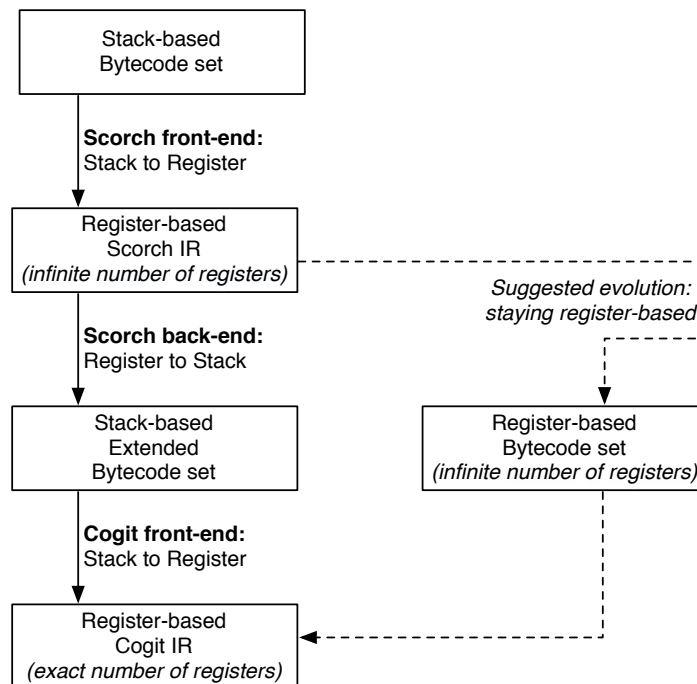 Stack-based
Bytecode set
Scorch front-end:
Stack to Register
Register-based
Scorch IR
(infinite number of registers)
Suggested evolution:
staying register-based
Scorch back-end:
Register to Stack
Stack-based
Extended
Bytecode set
Register-based
Bytecode set
(infinite number of registers)
Cogit front-end:
Stack to Register
Register-based
Cogit IR
(exact number of registers)